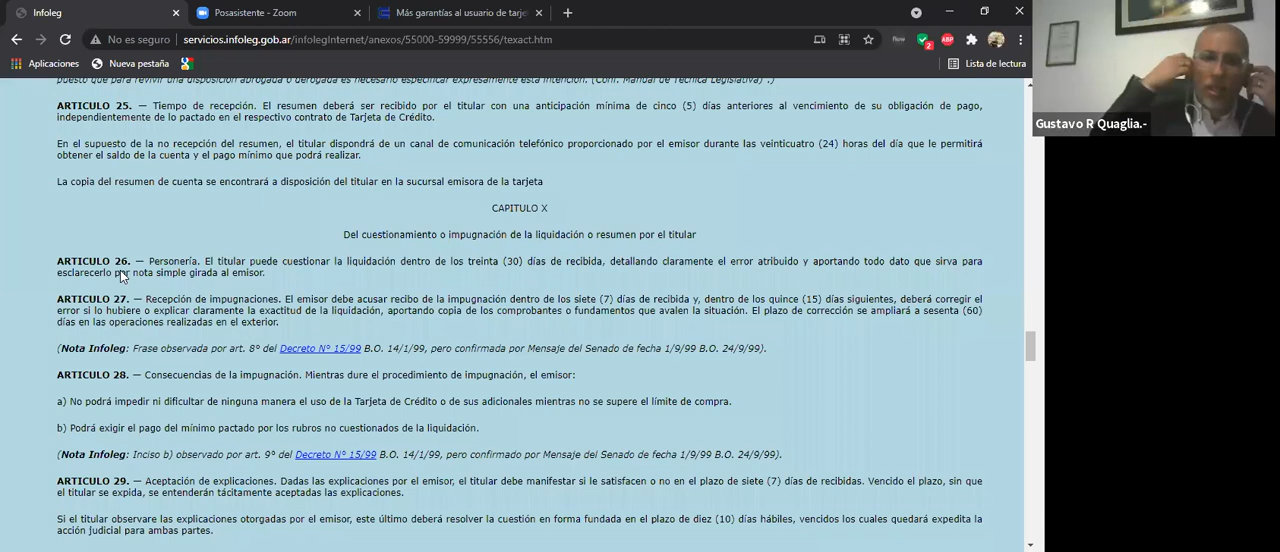 Infoleg
Posasistente - Zoom
Más garantías al usuario de tarje
No es seguro servicios.infoleg.gob.ar/infolegInternet/anexos/55000-59999/55556/texact.htm
ABP
2
Aplicaciones
Nueva pestaña
Lista de lectura
puesto que para revivir una disposición abrogada o derogada es necesario especificar expresamente esta intención. (Conf. Manual de Técnica Legislativa) .)
ARTICULO 25. — Tiempo de recepción. El resumen deberá ser recibido por el titular con una anticipación mínima de cinco (5) días anteriores al vencimiento de su obligación de pago,
independientemente de lo pactado en el respectivo contrato de Tarjeta de Crédito.
En el supuesto de la no recepción del resumen, el titular dispondrá de un canal de comunicación telefónico proporcionado por el emisor durante las veinticuatro (24) horas del día que le permitirá
obtener el saldo de la cuenta y el pago mínimo que podrá realizar.
La copia del resumen de cuenta se encontrará a disposición del titular en la sucursal emisora de la tarjeta
CAPITULO X
Del cuestionamiento o impugnación de la liquidación o resumen por el titular
ARTICULO 26. — Personería. El titular puede cuestionar la liquidación dentro de los treinta (30) días de recibida, detallando claramente el error atribuido y aportando todo dato que sirva para
esclarecerlo por nota simple girada al emisor.
ARTICULO 27. — Recepción de impugnaciones. El emisor debe acusar recibo de la impugnación dentro de los siete (7) días de recibida y, dentro de los quince (15) días siguientes, deberá corregir el
error si lo hubiere o explicar claramente la exactitud de la liquidación, aportando copia de los comprobantes o fundamentos que avalen la situación. El plazo de corrección se ampliará a sesenta (60)
días en las operaciones realizadas en el exterior.
(Nota Infoleg: Frase observada por art. 8° del Decreto N° 15/99 B.O. 14/1/99, pero confirmada por Mensaje del Senado de fecha 1/9/99 B.O. 24/9/99).
ARTICULO 28. — Consecuencias de la impugnación. Mientras dure el procedimiento de impugnación, el emisor:
a) No podrá impedir ni dificultar de ninguna manera el uso de la Tarjeta de Crédito o de sus adicionales mientras no se supere el límite de compra.
b) Podrá exigir el pago del mínimo pactado por los rubros no cuestionados de la liquidación.
(Nota Infoleg: Inciso b) observado por art. 9° del Decreto N° 15/99 B.O. 14/1/99, pero confirmado por Mensaje del Senado de fecha 1/9/99 B.O. 24/9/99).
ARTICULO 29. — Aceptación de explicaciones. Dadas las explicaciones por el emisor, el titular debe manifestar si le satisfacen o no en el plazo de siete (7) días de recibidas. Vencido el plazo, sin que
el titular se expida, se entenderán tácitamente aceptadas las explicaciones.
Si el titular observare las explicaciones otorgadas por el emisor, este último deberá resolver la cuestión en forma fundada en el plazo de diez (10) días hábiles, vencidos los cuales quedará expedita la
acción judicial para ambas partes.
Gustavo R Quaglia.-